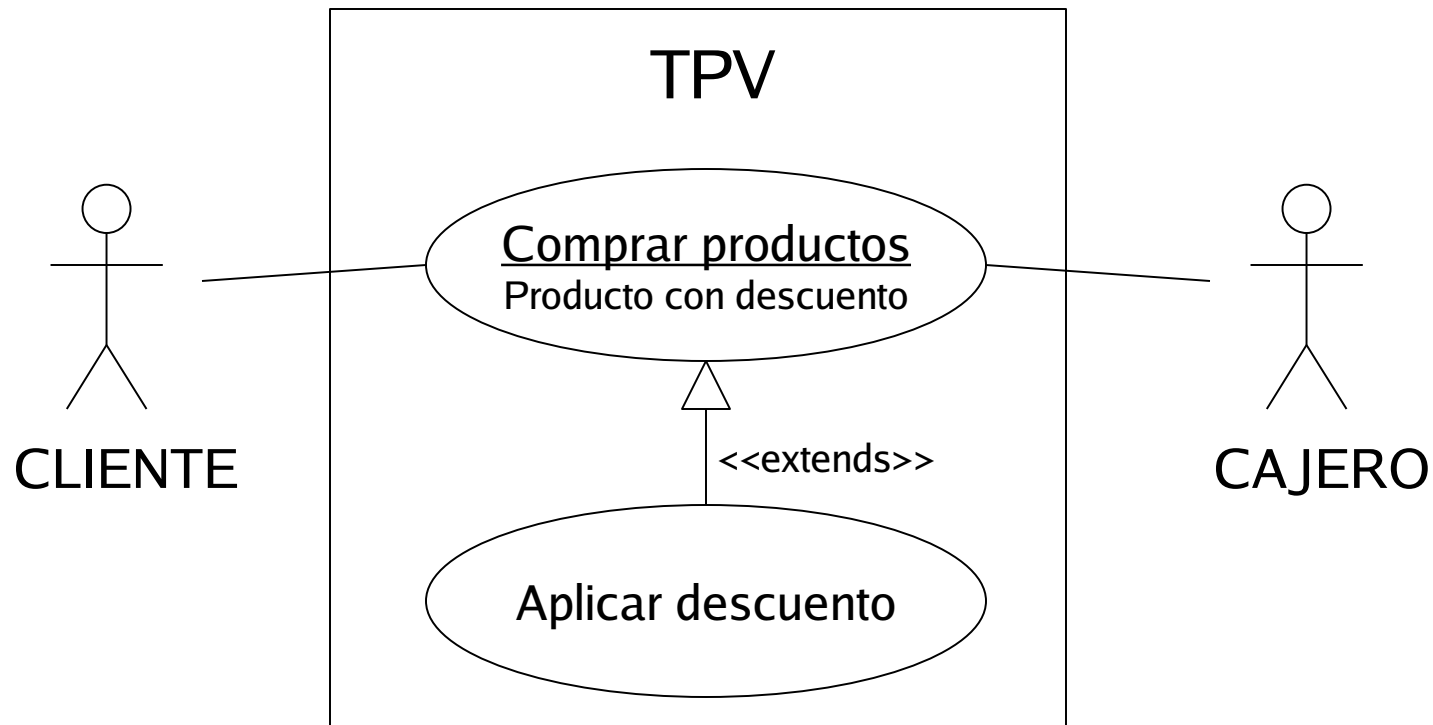 TPV
Comprar productos
Producto con descuento
<<extends>>
CLIENTE
CAJERO
Aplicar descuento